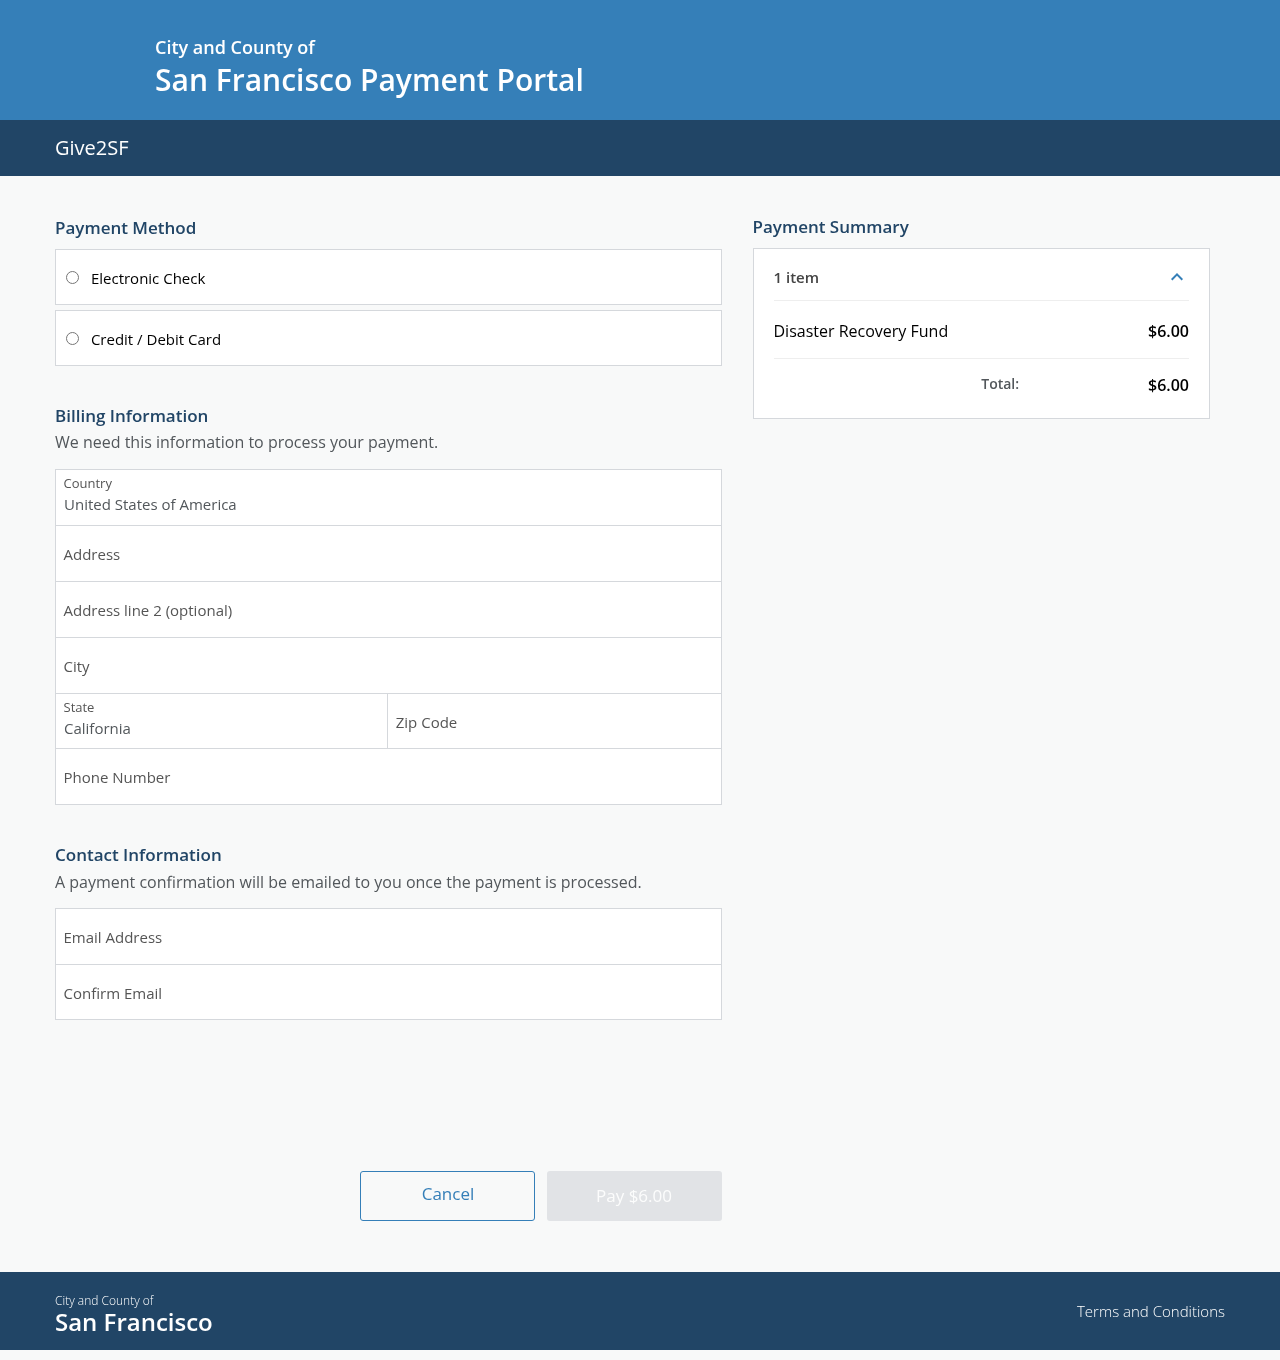 City and County of
San Francisco Payment Portal
Give2SF
Payment Method
Electronic Check
Credit / Debit Card
Billing Information
We need this information to process your payment.
Country
United States of America
Address
Address line 2 (optional)
City
State
California
Zip Code
Phone Number
Contact Information
A payment confirmation will be emailed to you once the payment is processed.
Email Address
Confirm Email
Cancel
Pay $6.00
Payment Summary
1 item
Disaster Recovery Fund $6.00
Total: $6.00
City and County of
San Francisco
Terms and Conditions